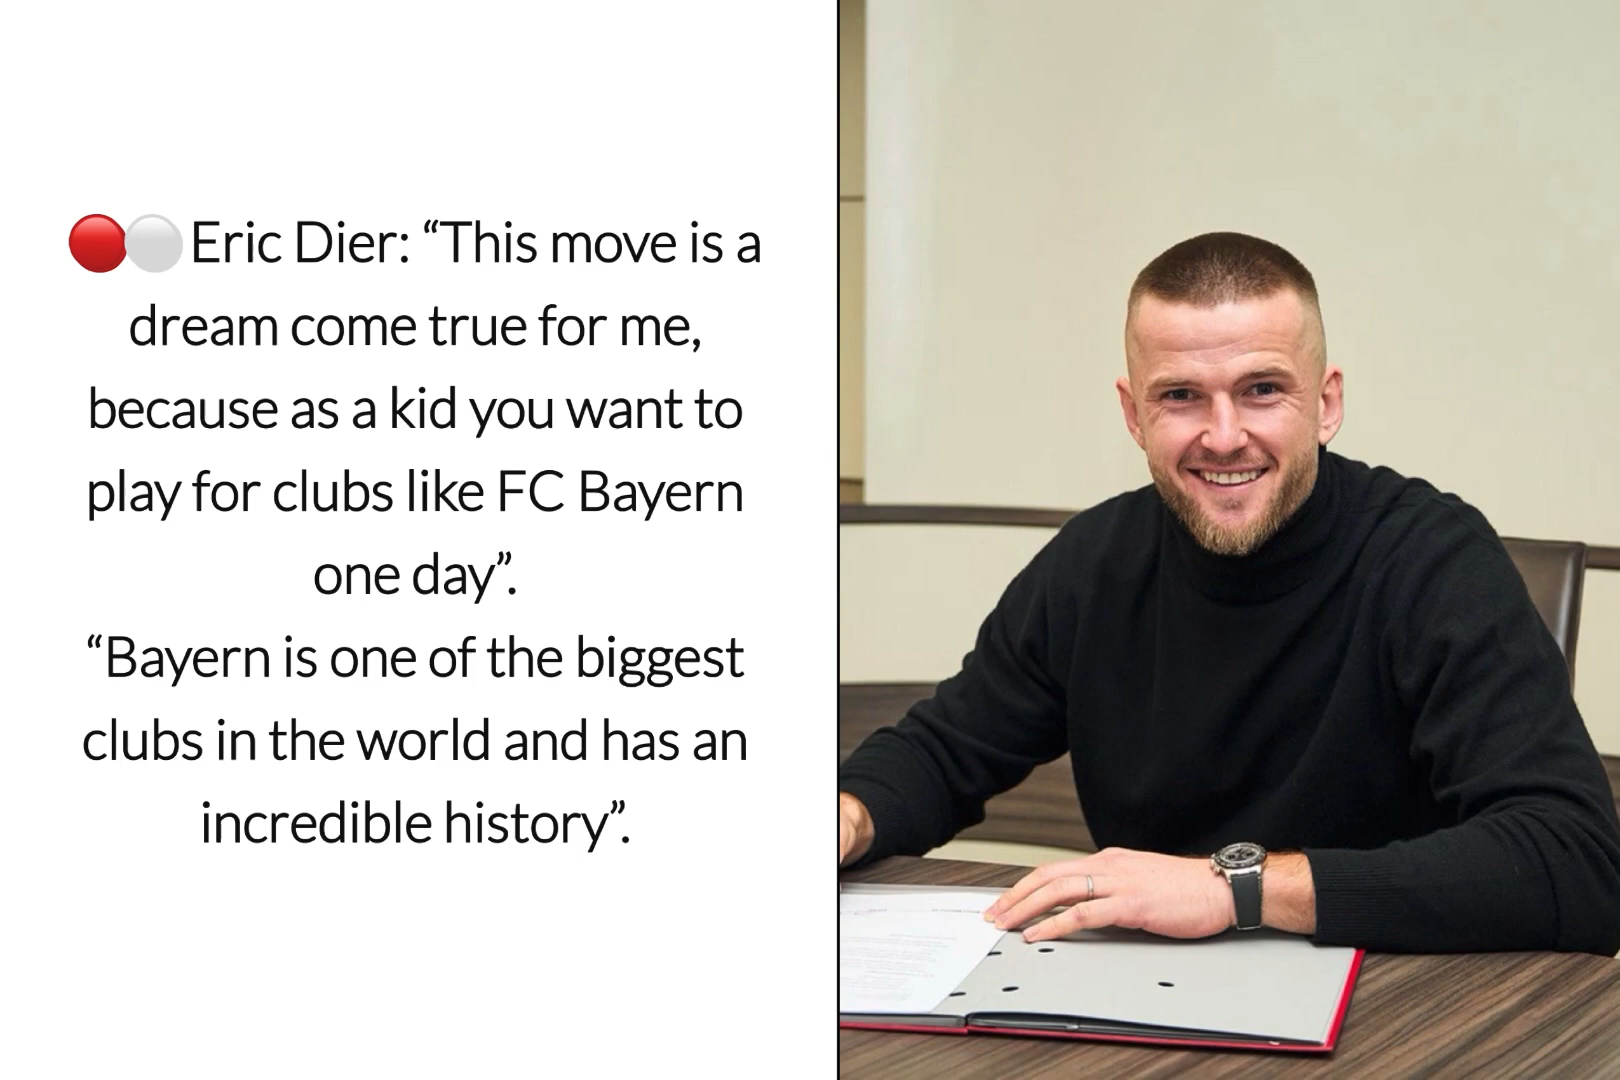 🔴⚪ Eric Dier: “This move is a
dream come true for me,
because as a kid you want to
play for clubs like FC Bayern
one day”.
“Bayern is one of the biggest
clubs in the world and has an
incredible history”.